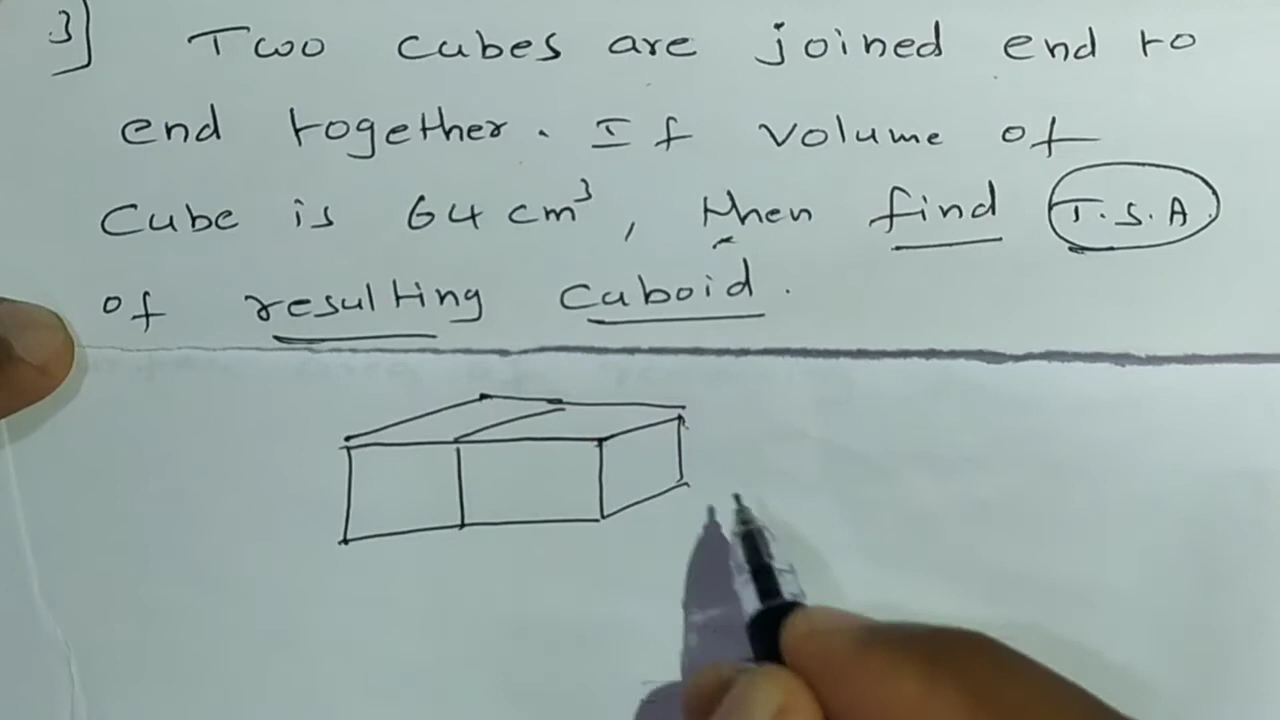 3] Two cubes are joined end to
end together. If volume of
Cube is 64 cm³, then find T.S.A.
of resulting cuboid.